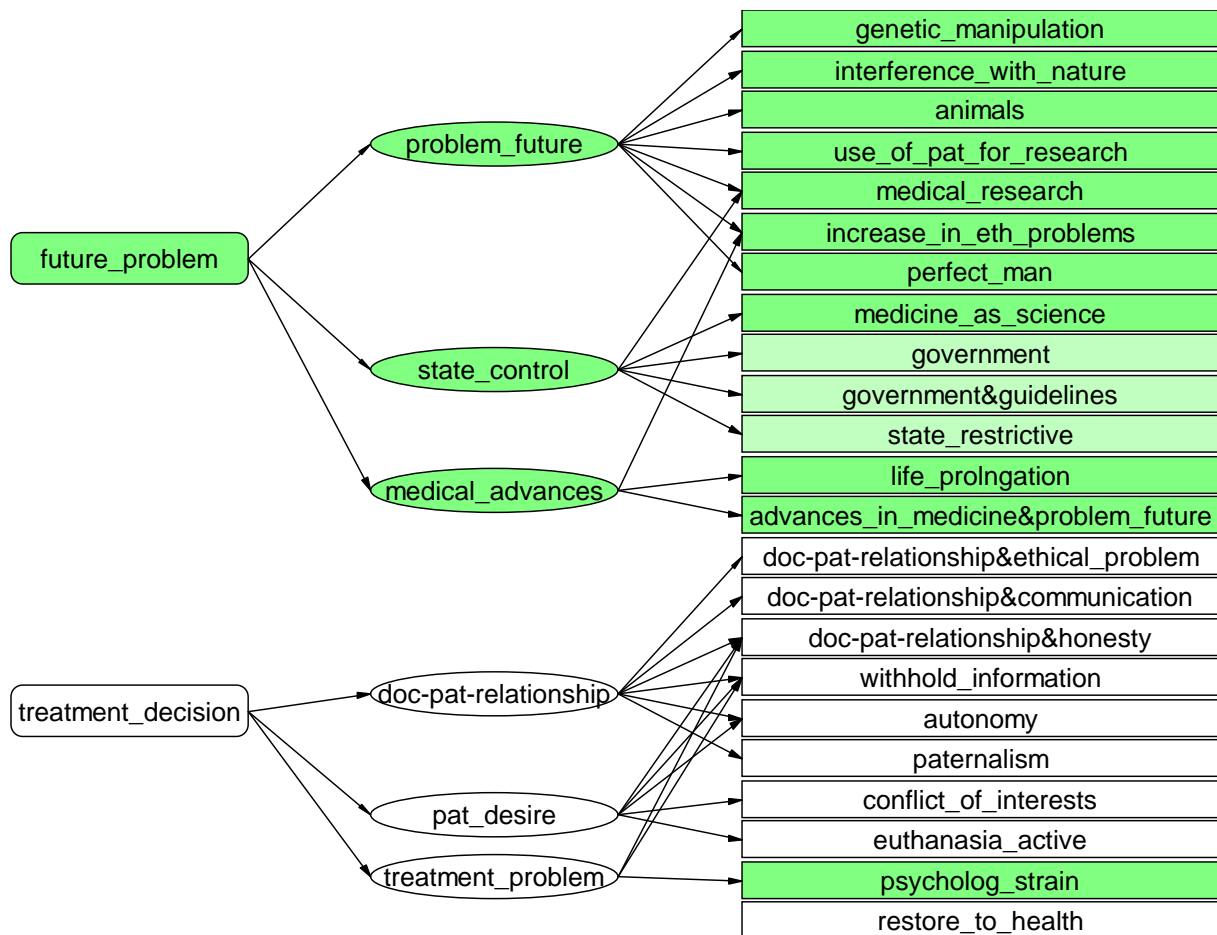 future_problem
problem_future
state_control
medical_advances
genetic_manipulation
interference_with_nature
animals
use_of_pat_for_research
medical_research
increase_in_eth_problems
perfect_man
medicine_as_science
government
government&guidelines
state_restrictive
life_prolngation
advances_in_medicine&problem_future
treatment_decision
doc-pat-relationship
pat_desire
treatment_problem
doc-pat-relationship&ethical_problem
doc-pat-relationship&communication
doc-pat-relationship&honesty
withhold_information
autonomy
paternalism
conflict_of_interests
euthanasia_active
psycholog_strain
restore_to_health